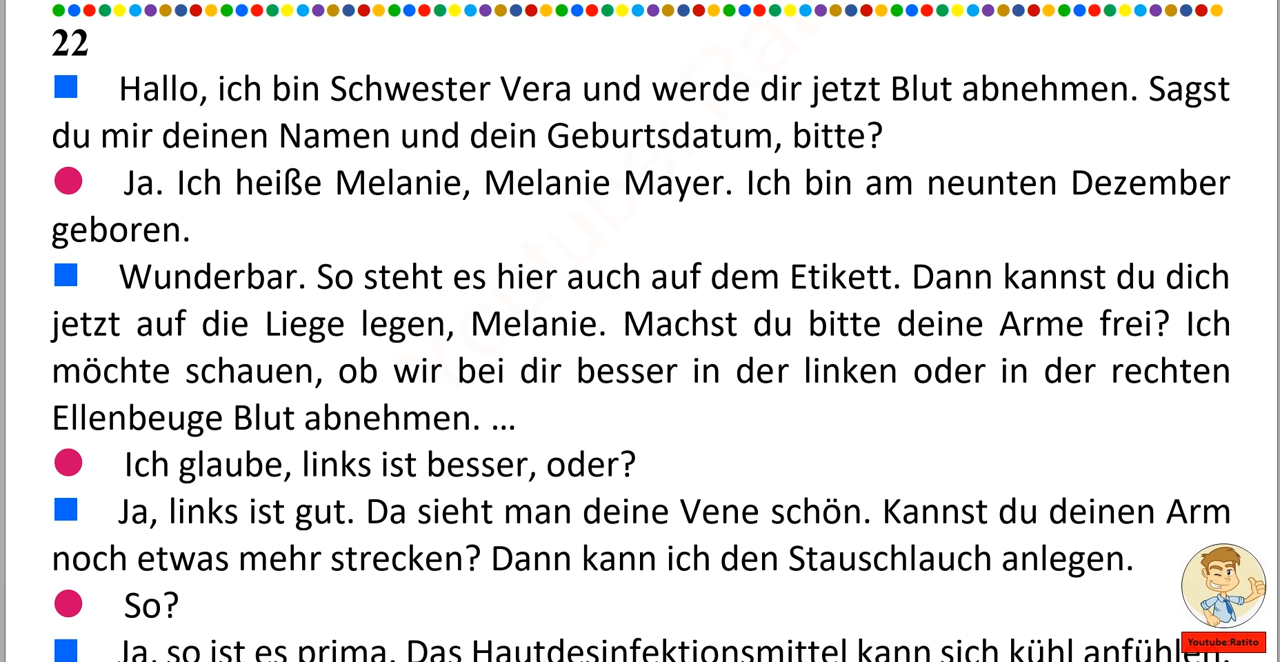 22
Hallo, ich bin Schwester Vera und werde dir jetzt Blut abnehmen. Sagst
du mir deinen Namen und dein Geburtsdatum, bitte?
Ja. Ich heiße Melanie, Melanie Mayer. Ich bin am neunten Dezember
geboren.
Wunderbar. So steht es hier auch auf dem Etikett. Dann kannst du dich
jetzt auf die Liege legen, Melanie. Machst du bitte deine Arme frei? Ich
möchte schauen, ob wir bei dir besser in der linken oder in der rechten
Ellenbeuge Blut abnehmen. ...
Ich glaube, links ist besser, oder?
Ja, links ist gut. Da sieht man deine Vene schön. Kannst du deinen Arm
noch etwas mehr strecken? Dann kann ich den Stauschlauch anlegen.
So?
Ja, so ist es prima. Das Hautdesinfektionsmittel kann sich kühl anfühlen.
Youtube:Ratito